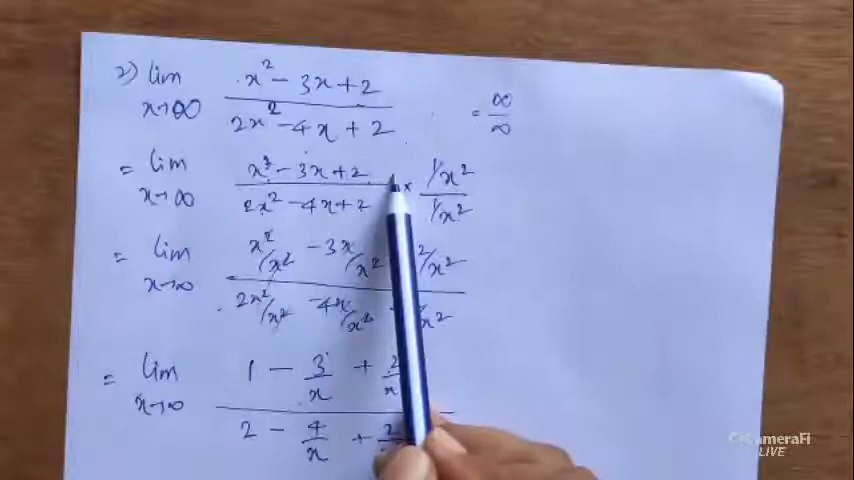 2) lim x→∞ x² - 3x + 2 / 2x² - 4x + 2 = ∞/∞
= lim x→∞ x² - 3x + 2 / 2x² - 4x + 2 × 1/x² / 1/x²
= lim x→∞ x²/x² - 3x/x² 2/x² / 2x²/x² - 4x/x² /x²
= lim x→∞ 1 - 3/x + 2/x / 2 - 4/x + 2
CameraFi
LIVE